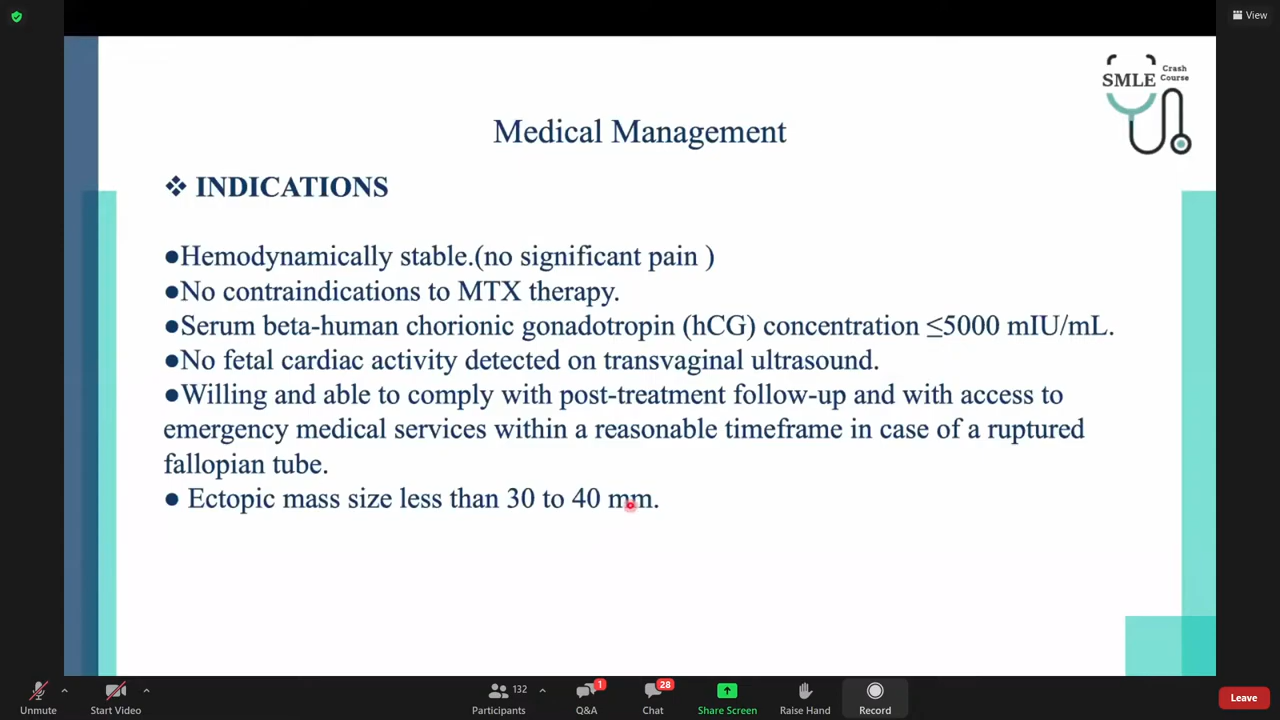 View
SMLE Crash
Course
Medical Management
❖ INDICATIONS
●Hemodynamically stable.(no significant pain )
●No contraindications to MTX therapy.
●Serum beta-human chorionic gonadotropin (hCG) concentration ≤5000 mIU/mL.
●No fetal cardiac activity detected on transvaginal ultrasound.
●Willing and able to comply with post-treatment follow-up and with access to
emergency medical services within a reasonable timeframe in case of a ruptured
fallopian tube.
● Ectopic mass size less than 30 to 40 mm.
132 1 28
Unmute Start Video Participants Q&A Chat Share Screen Raise Hand Record Leave